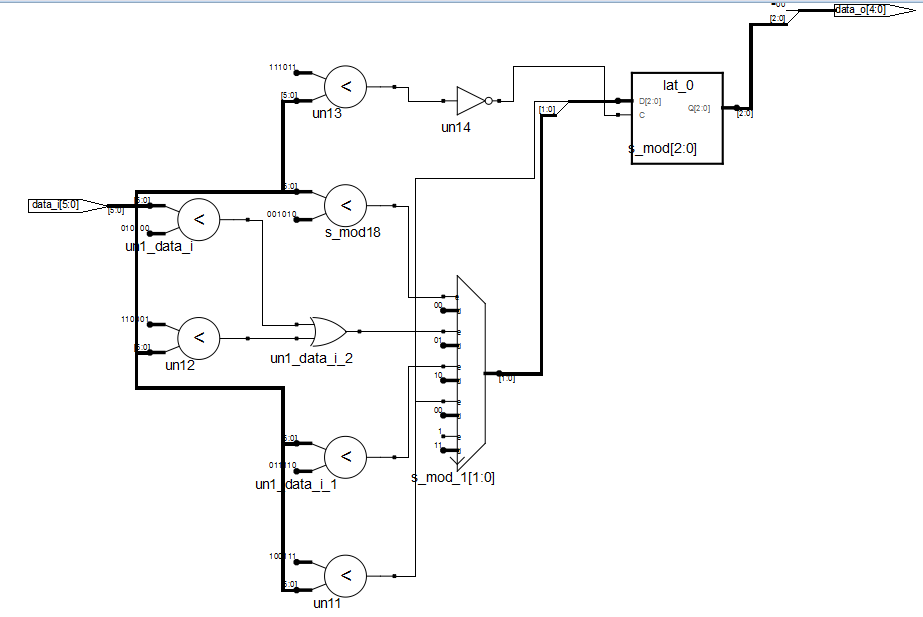 =00
data_o[4:0]
[2:0]
111011
<
[5:0]
un13
un14
lat_0
D[2:0]
Q[2:0]
C
[2:0]
s_mod[2:0]
[1:0]
data_i[5:0]
[5:0]
[5:0]
<
un1_data_i
[5:0]
<
001010
s_mod18
110101
<
[5:0]
un12
un1_data_i_2
e
00
d
e
01
d
e
10
d
e
00
d
1
e
11
d
[1:0]
s_mod_1[1:0]
[5:0]
<
un1_data_i_1
<
[5:0]
un11